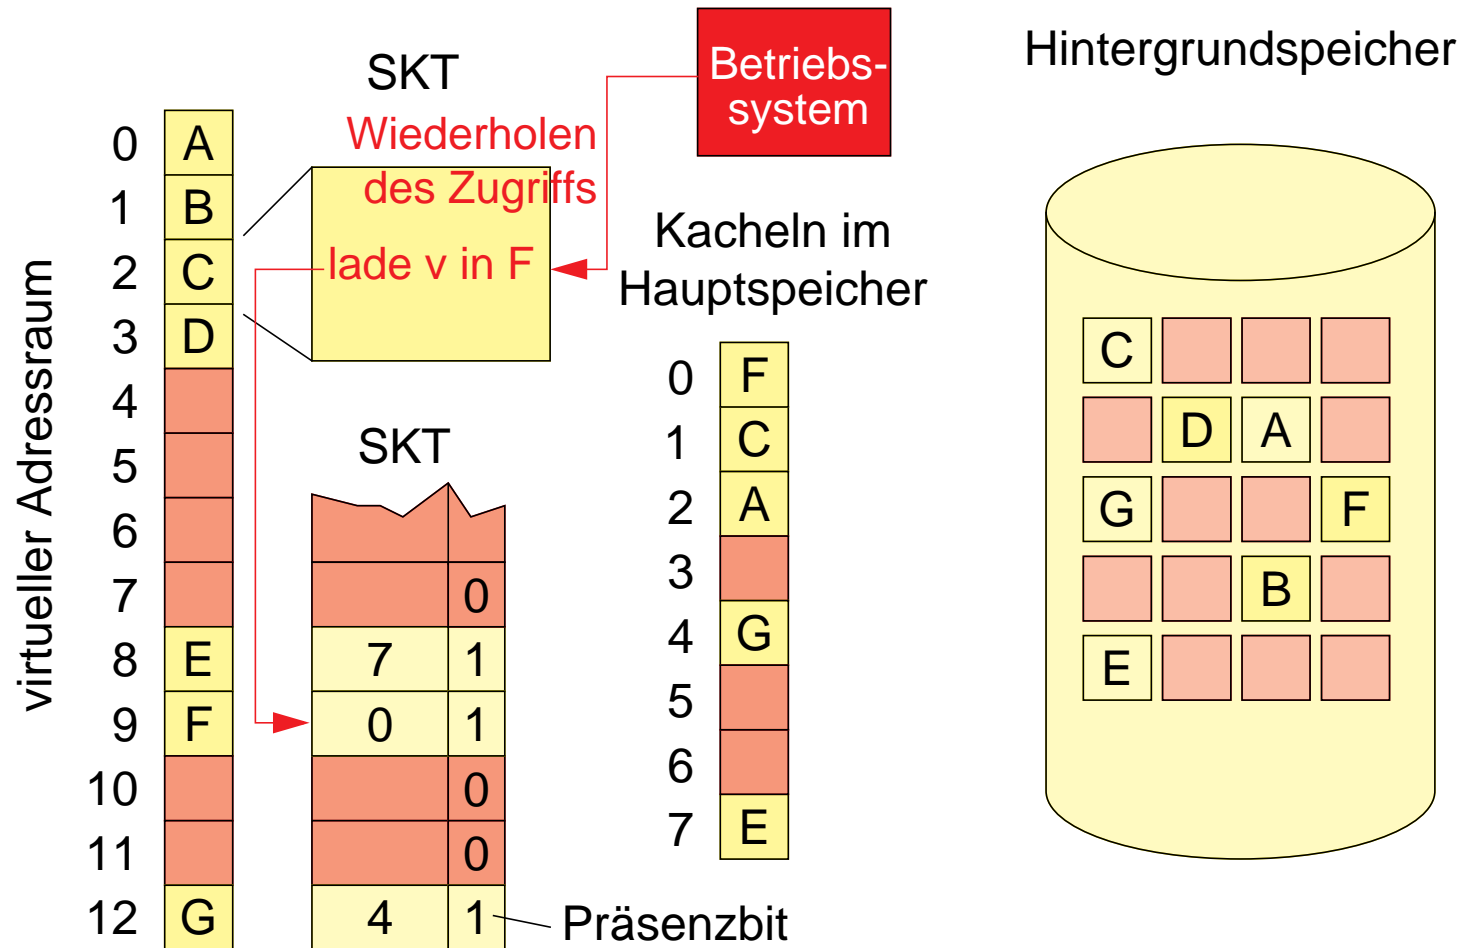 SKT
Betriebs-
system
Hintergrundspeicher
Wiederholen
des Zugriffs
lade v in F
virtueller Adressraum
0 A
1 B
2 C
3 D
4
5
6
7
8 E
9 F
10
11
12 G
SKT
0
7 1
0 1
0
0
4 1
Präsenzbit
Kacheln im
Hauptspeicher
0 F
1 C
2 A
3
4 G
5
6
7 E
C
D A
G F
B
E